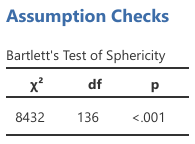 Assumption Checks
Bartlett's Test of Sphericity
χ² df p
8432 136 <.001